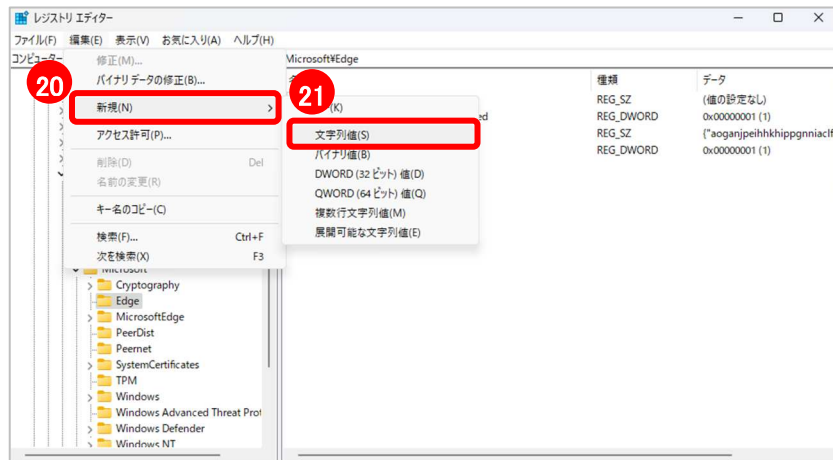 レジストリ エディター
ファイル(F) 編集(E) 表示(V) お気に入り(A) ヘルプ(H)
コンピューター
Microsoft¥Edge
修正(M)...
バイナリ データの修正(B)...
20
新規(N) >
アクセス許可(P)...
削除(D) Del
名前の変更(R)
キー名のコピー(C)
検索(F)... Ctrl+F
次を検索(X) F3
21
(K)
文字列値(S)
バイナリ値(B)
DWORD (32 ビット) 値(D)
QWORD (64 ビット) 値(Q)
複数行文字列値(M)
展開可能な文字列値(E)
種類 データ
REG_SZ (値の設定なし)
ed REG_DWORD 0x00000001 (1)
REG_SZ {"aoganjpeihhkhippgnniaclf
REG_DWORD 0x00000001 (1)
Microsoft
Cryptography
Edge
MicrosoftEdge
PeerDist
Peernet
SystemCertificates
TPM
Windows
Windows Advanced Threat Prot
Windows Defender
Windows NT